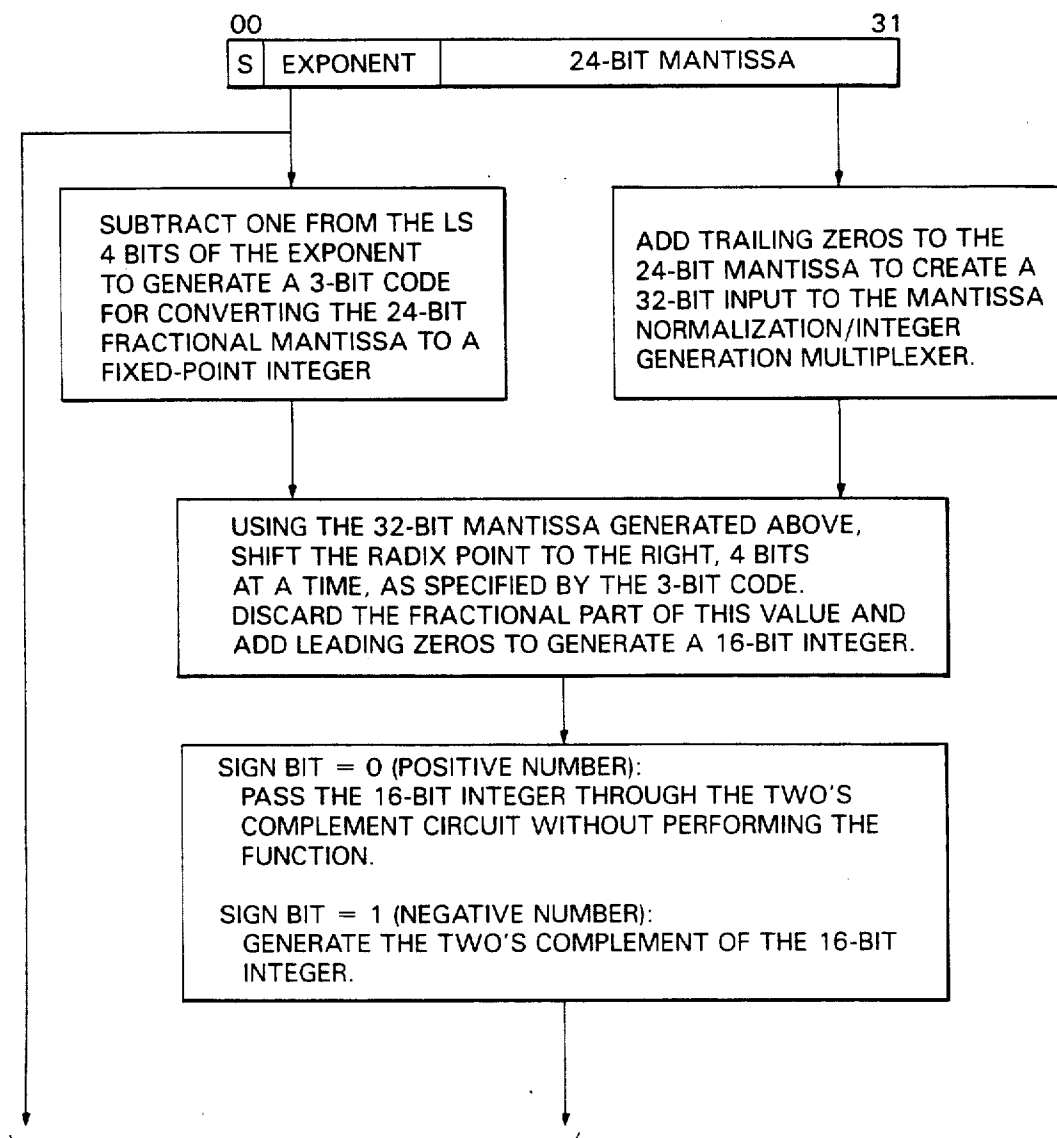 00 31
S EXPONENT 24-BIT MANTISSA
SUBTRACT ONE FROM THE LS
4 BITS OF THE EXPONENT
TO GENERATE A 3-BIT CODE
FOR CONVERTING THE 24-BIT
FRACTIONAL MANTISSA TO A
FIXED-POINT INTEGER
ADD TRAILING ZEROS TO THE
24-BIT MANTISSA TO CREATE A
32-BIT INPUT TO THE MANTISSA
NORMALIZATION/INTEGER
GENERATION MULTIPLEXER.
USING THE 32-BIT MANTISSA GENERATED ABOVE,
SHIFT THE RADIX POINT TO THE RIGHT, 4 BITS
AT A TIME, AS SPECIFIED BY THE 3-BIT CODE.
DISCARD THE FRACTIONAL PART OF THIS VALUE AND
ADD LEADING ZEROS TO GENERATE A 16-BIT INTEGER.
SIGN BIT = 0 (POSITIVE NUMBER):
PASS THE 16-BIT INTEGER THROUGH THE TWO'S
COMPLEMENT CIRCUIT WITHOUT PERFORMING THE
FUNCTION.
SIGN BIT = 1 (NEGATIVE NUMBER):
GENERATE THE TWO'S COMPLEMENT OF THE 16-BIT
INTEGER.